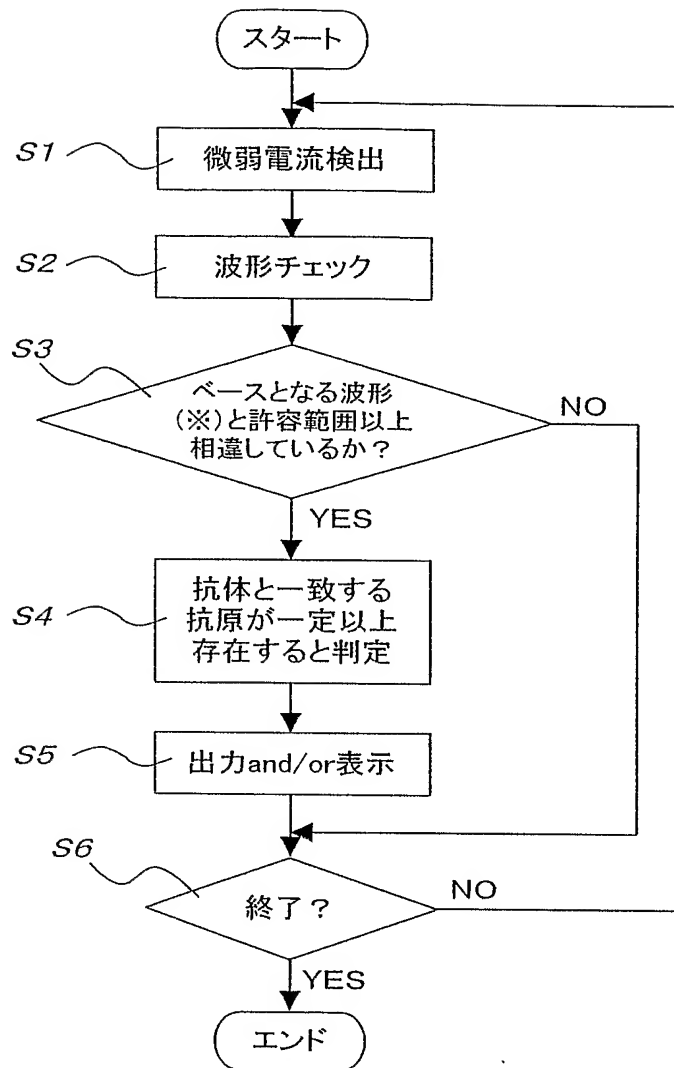 スタート
S1
微弱電流検出
S2
波形チェック
S3
ベースとなる波形
(※)と許容範囲以上
相違しているか？
NO
YES
S4
抗体と一致する
抗原が一定以上
存在すると判定
S5
出力and/or表示
S6
終了？
NO
YES
エンド